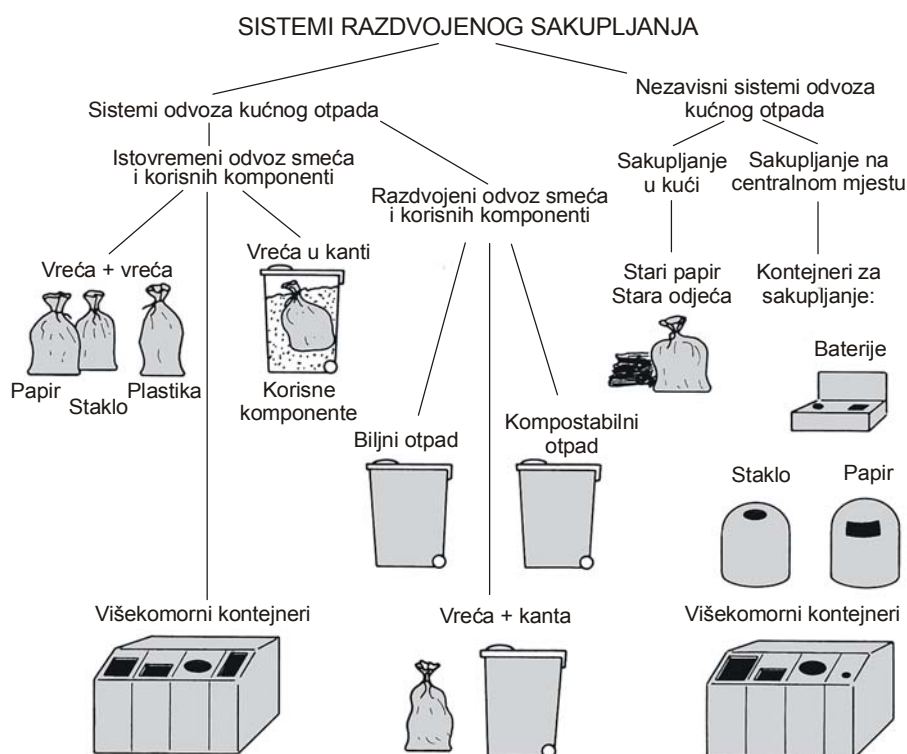 SISTEMI RAZDVOJENOG SAKUPLJANJA
Sistemi odvoza kućnog otpada
Nezavisni sistemi odvoza
kućnog otpada
Istovremeni odvoz smeća
i korisnih komponenti
Razdvojeni odvoz smeća
i korisnih komponenti
Sakupljanje
u kući
Sakupljanje na
centralnom mjestu
Vreća + vreća
Vreća u kanti
Stari papir
Stara odjeća
Kontejneri za
sakupljanje:
Papir
Staklo
Plastika
Korisne
komponente
Baterije
Biljni otpad
Kompostabilni
otpad
Staklo
Papir
Višekomorni kontejneri
Vreća + kanta
Višekomorni kontejneri